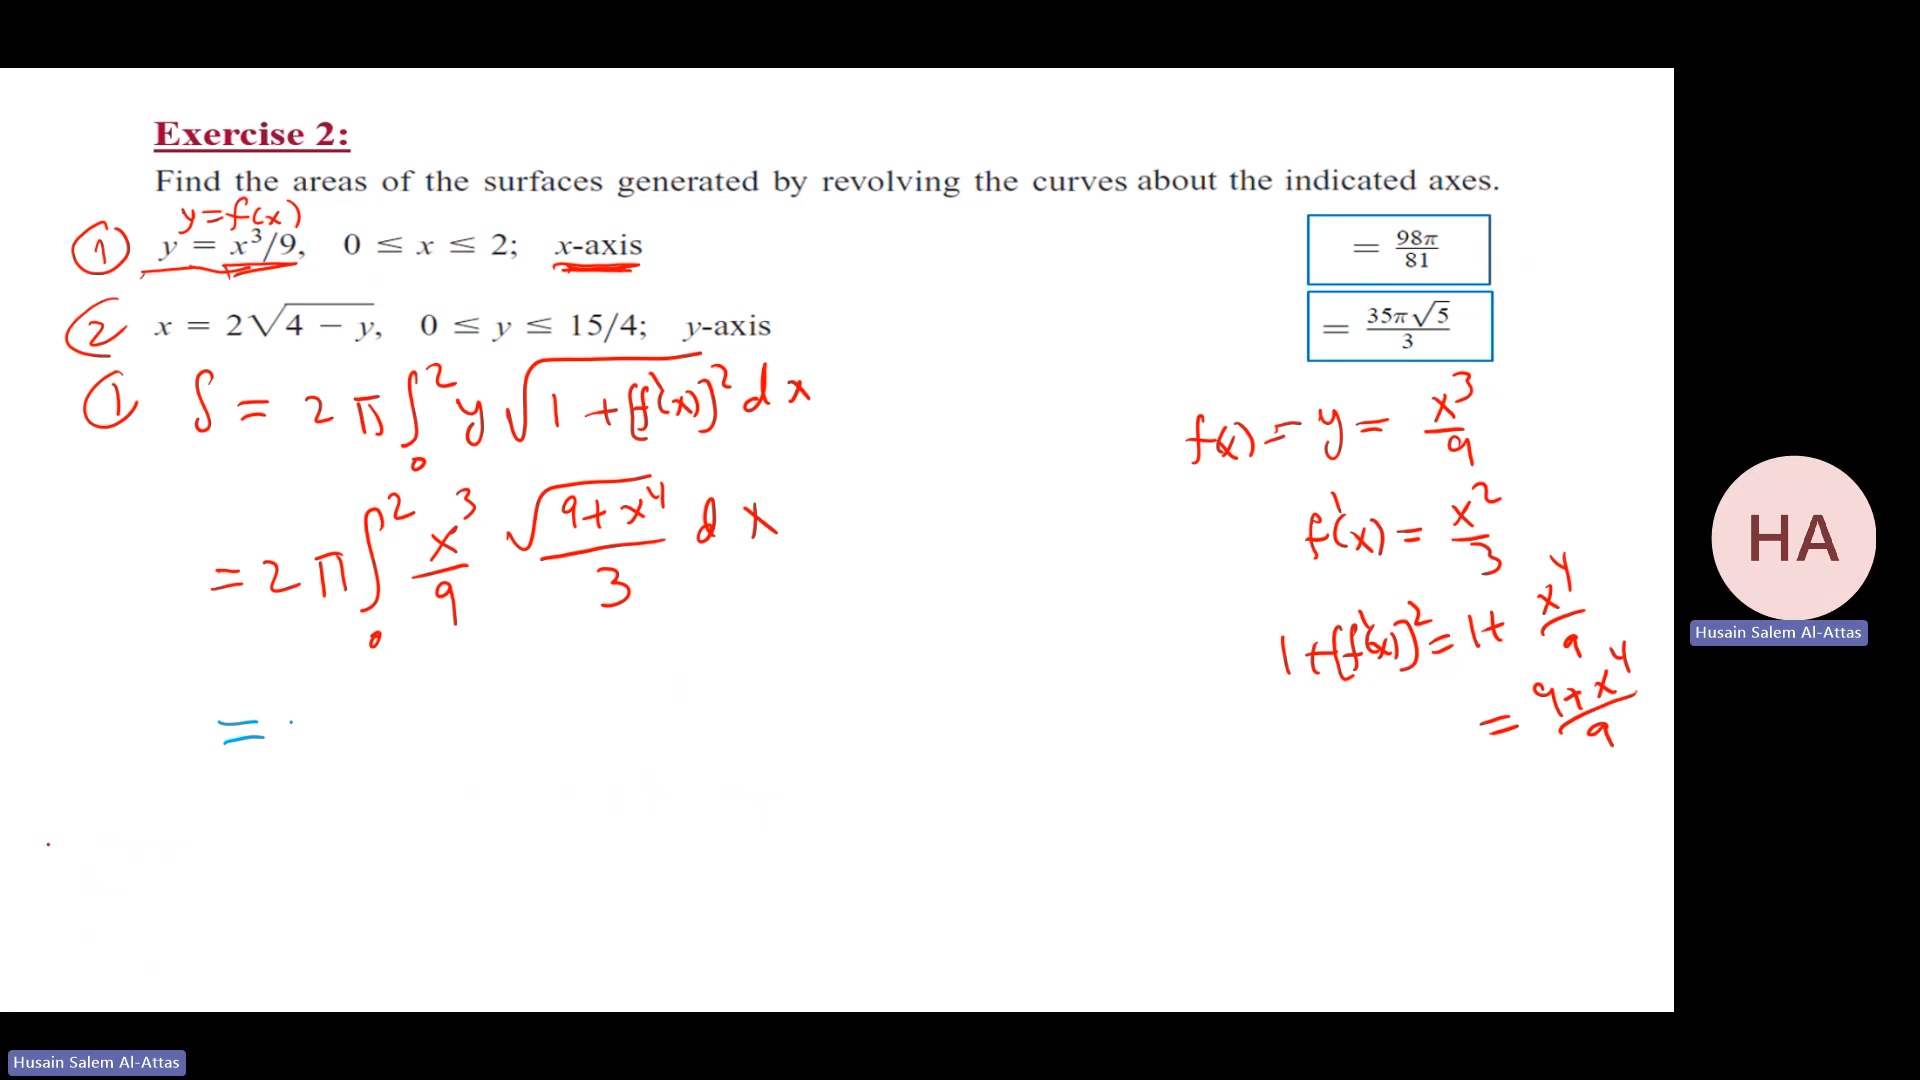 Exercise 2:
Find the areas of the surfaces generated by revolving the curves about the indicated axes.
y=f(x)
① y = x³/9, 0 ≤ x ≤ 2; x-axis
= 98π/81
② x = 2√(4 − y), 0 ≤ y ≤ 15/4; y-axis
= 35π√5/3
① S = 2π∫₀² y √(1+[f'(x)]²) dx
= 2π∫₀² x³/9 √(9+x⁴)/3 dx
=
f(x) = y = x³/9
f'(x) = x²/3
1+[f'(x)]² = 1+ x⁴/9
= (9+x⁴)/9
HA
Husain Salem Al-Attas
Husain Salem Al-Attas